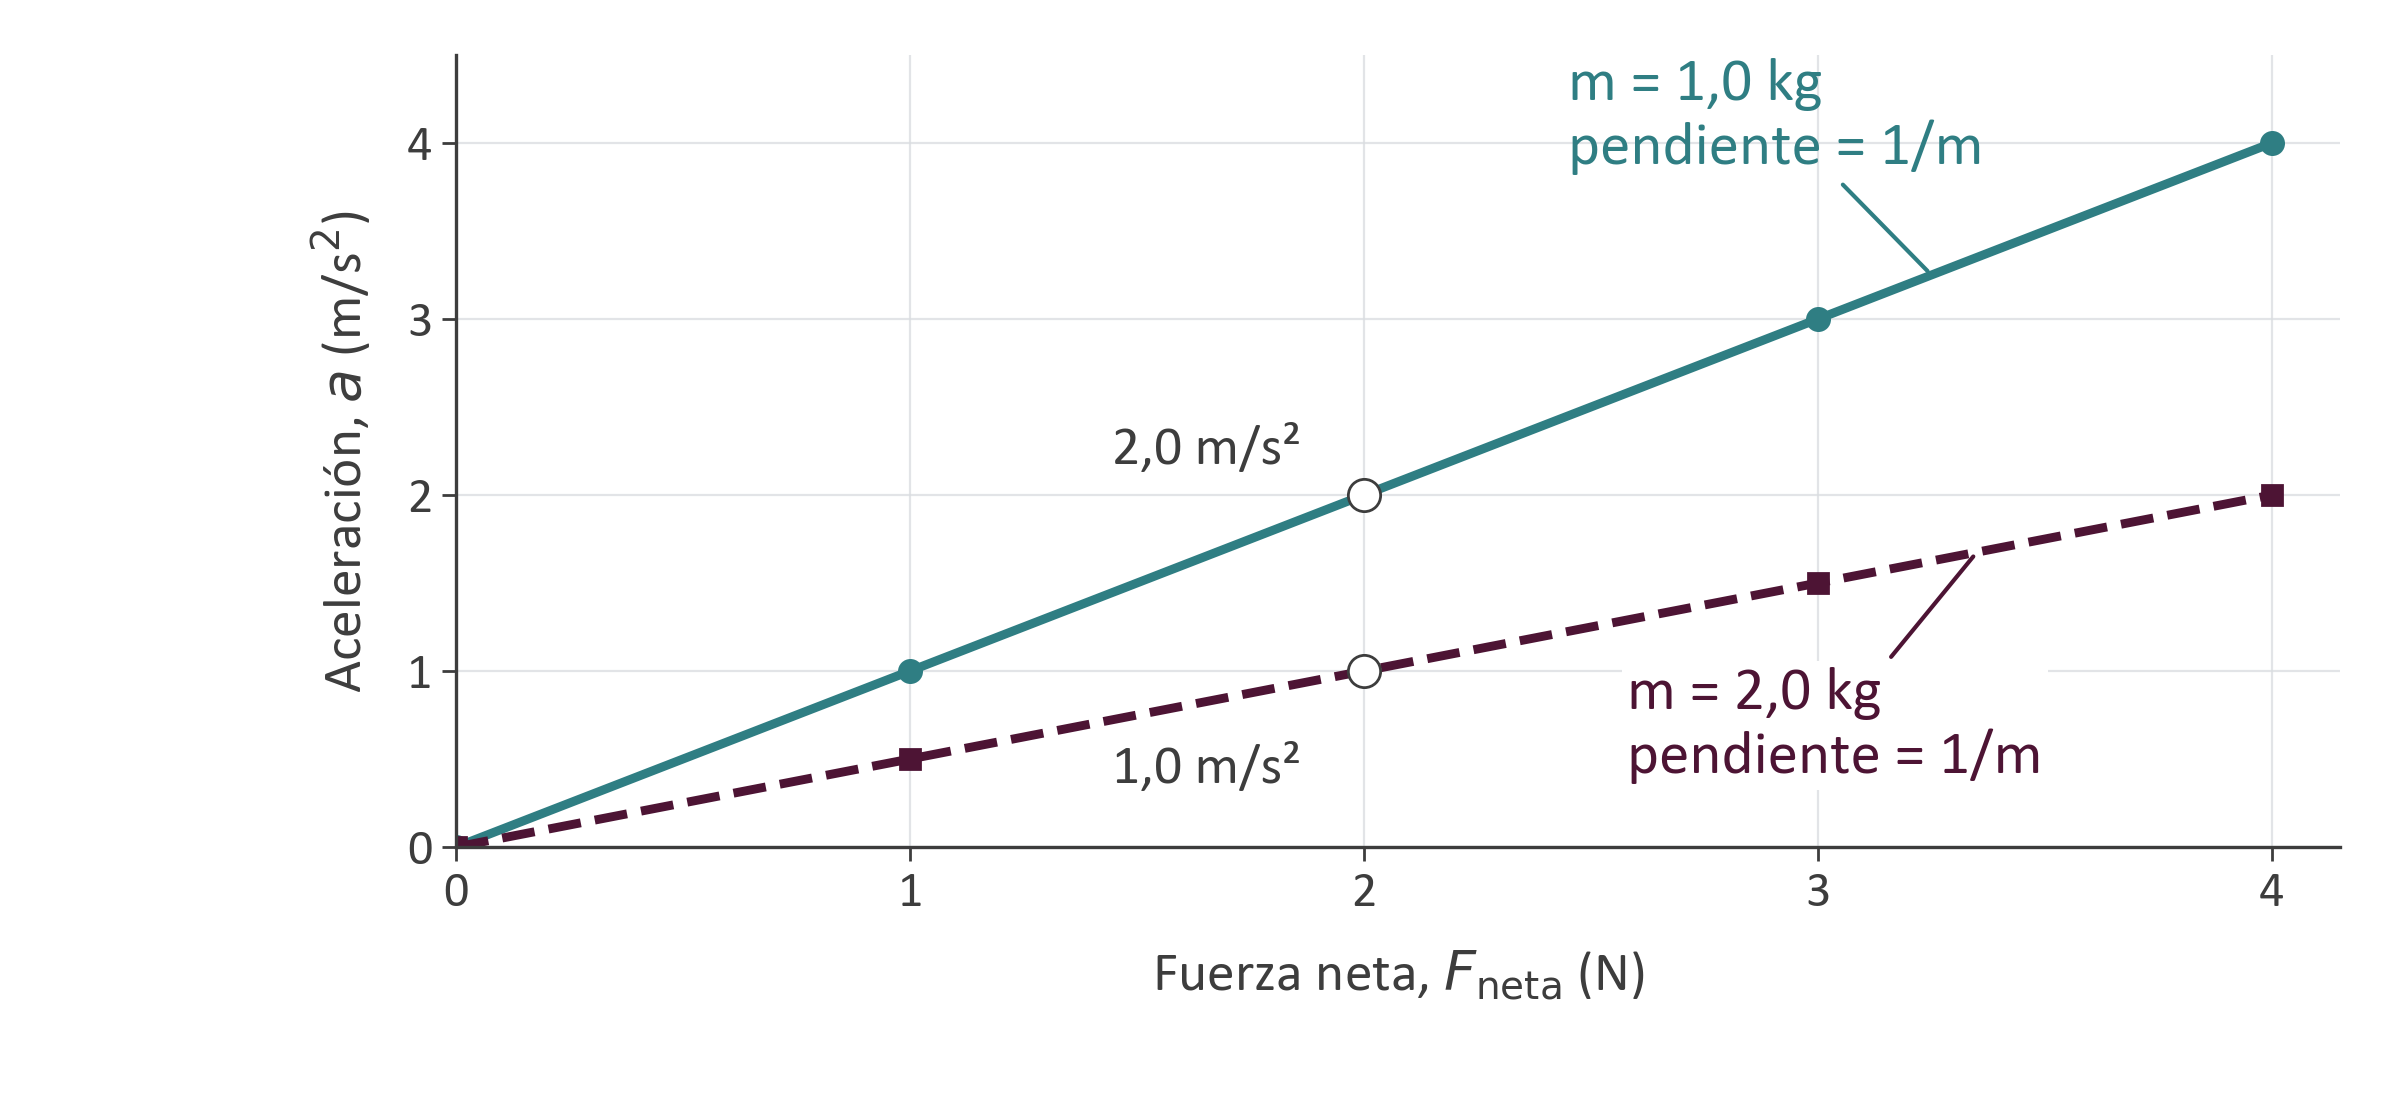 m = 1,0 kg
pendiente = 1/m
4
3
2
1
0
Aceleración, a (m/s²)
2,0 m/s²
1,0 m/s²
m = 2,0 kg
pendiente = 1/m
0
1
2
3
4
Fuerza neta, Fneta (N)